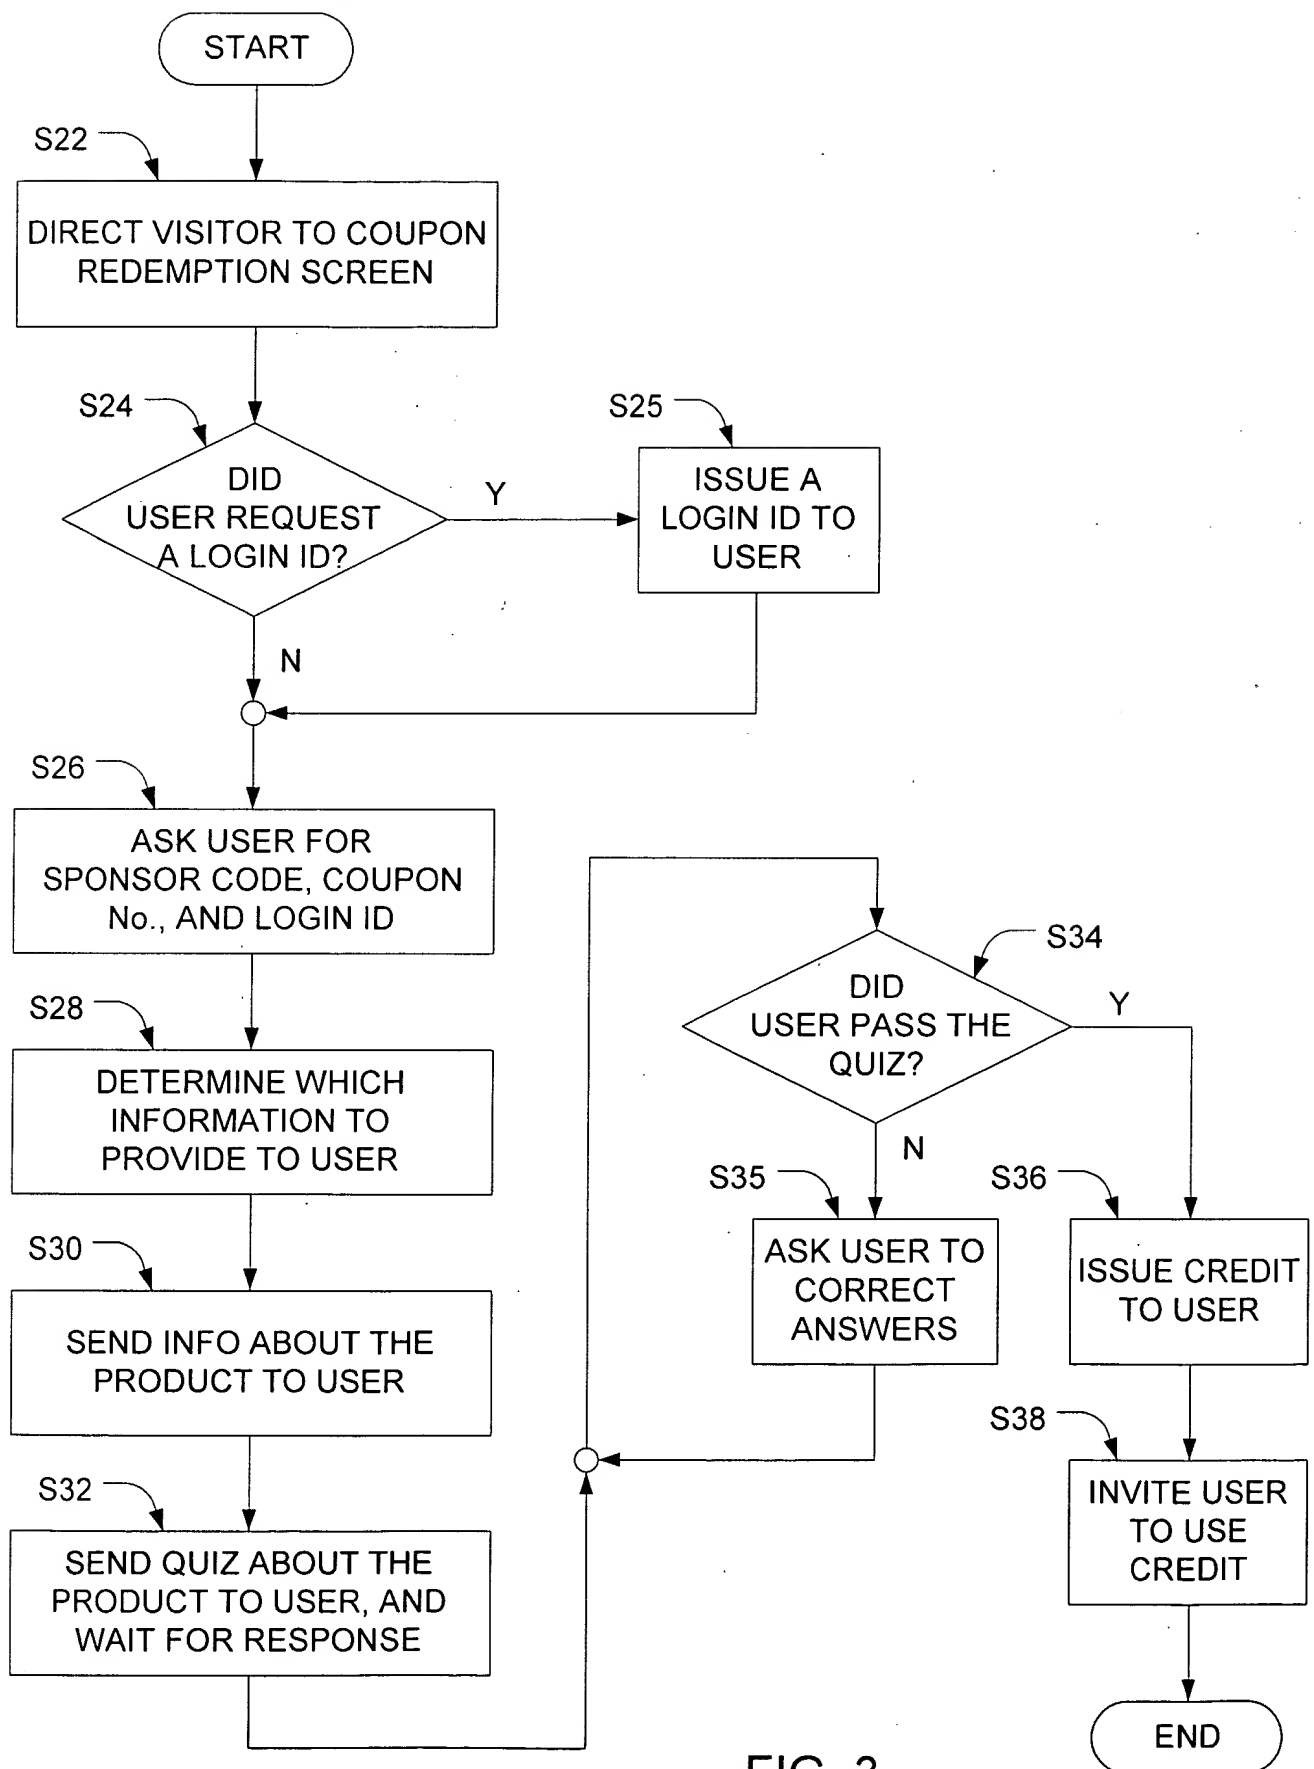 START
S22
DIRECT VISITOR TO COUPON
REDEMPTION SCREEN
S24
DID
USER REQUEST
A LOGIN ID?
Y
N
S25
ISSUE A
LOGIN ID TO
USER
S26
ASK USER FOR
SPONSOR CODE, COUPON
No., AND LOGIN ID
S28
DETERMINE WHICH
INFORMATION TO
PROVIDE TO USER
S30
SEND INFO ABOUT THE
PRODUCT TO USER
S32
SEND QUIZ ABOUT THE
PRODUCT TO USER, AND
WAIT FOR RESPONSE
S34
DID
USER PASS THE
QUIZ?
Y
N
S35
ASK USER TO
CORRECT
ANSWERS
S36
ISSUE CREDIT
TO USER
S38
INVITE USER
TO USE
CREDIT
END
FIG.